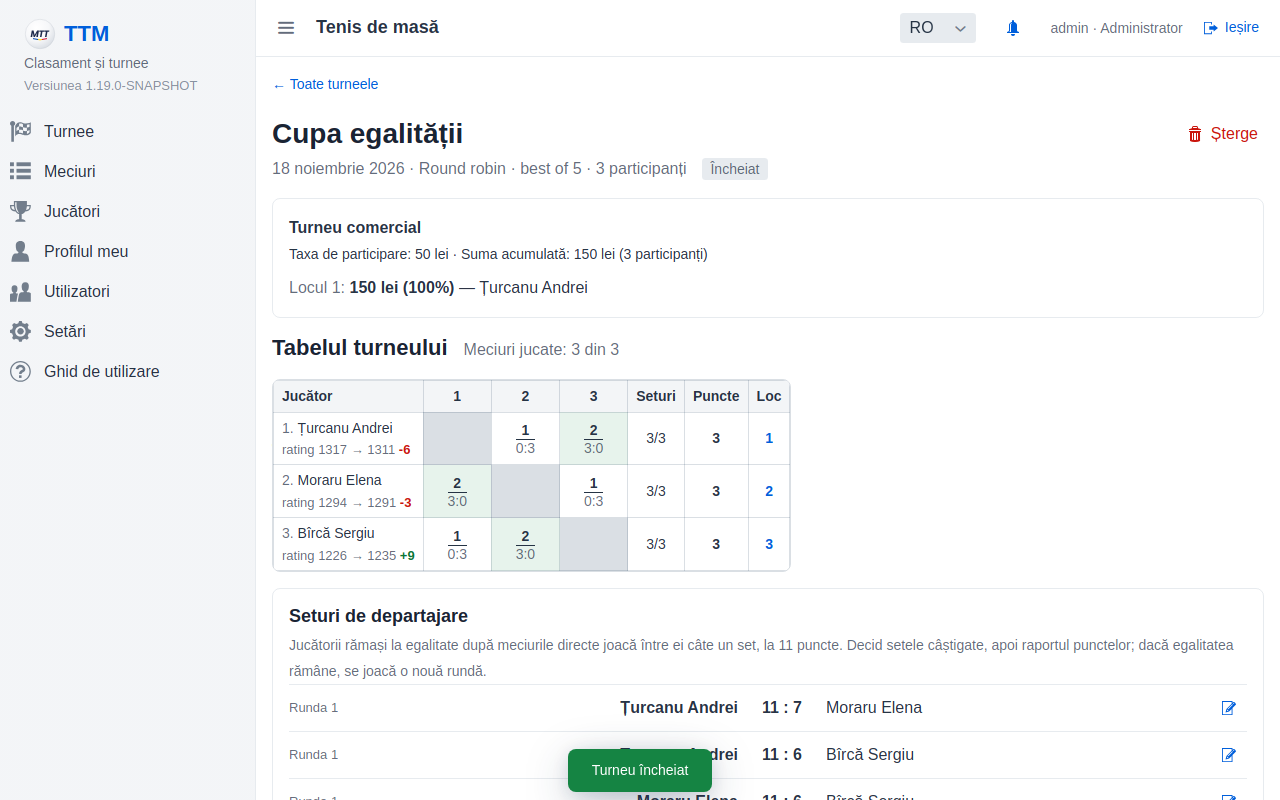 MTT TTM
Clasament și turnee
Versiunea 1.19.0-SNAPSHOT
Turnee
Meciuri
Jucători
Profilul meu
Utilizatori
Setări
Ghid de utilizare
Tenis de masă
RO
admin · Administrator
Ieșire
← Toate turneele
Cupa egalității
Șterge
18 noiembrie 2026 · Round robin · best of 5 · 3 participanți Încheiat
Turneu comercial
Taxa de participare: 50 lei · Suma acumulată: 150 lei (3 participanți)
Locul 1: 150 lei (100%) — Țurcanu Andrei
Tabelul turneului Meciuri jucate: 3 din 3
Jucător 1 2 3 Seturi Puncte Loc
1. Țurcanu Andrei
rating 1317 → 1311 -6
1
0:3
2
3:0
3/3 3 1
2. Moraru Elena
rating 1294 → 1291 -3
2
3:0
1
0:3
3/3 3 2
3. Bîrcă Sergiu
rating 1226 → 1235 +9
1
0:3
2
3:0
3/3 3 3
Seturi de departajare
Jucătorii rămași la egalitate după meciurile directe joacă între ei câte un set, la 11 puncte. Decid setele câștigate, apoi raportul punctelor; dacă egalitatea
rămâne, se joacă o nouă rundă.
Runda 1 Țurcanu Andrei 11 : 7 Moraru Elena
Runda 1 11 : 6 Bîrcă Sergiu
Turneu încheiat
Runda 1 Moraru Elena 11 : 6 Bîrcă Sergiu